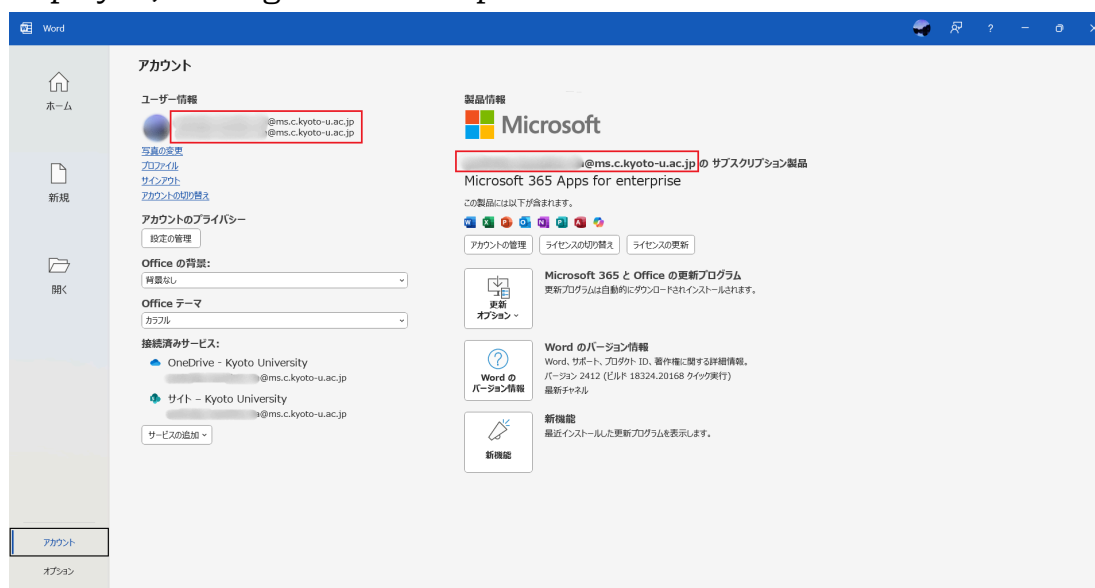 Word
?
ホーム
新規
開く
アカウント
オプション
アカウント
ユーザー情報
@ms.c.kyoto-u.ac.jp
@ms.c.kyoto-u.ac.jp
写真の変更
プロファイル
サインアウト
アカウントの切り替え
アカウントのプライバシー
設定の管理
Office の背景:
背景なし
Office テーマ
カラフル
接続済みサービス:
OneDrive - Kyoto University
@ms.c.kyoto-u.ac.jp
サイト – Kyoto University
@ms.c.kyoto-u.ac.jp
サービスの追加
製品情報
Microsoft
@ms.c.kyoto-u.ac.jp の サブスクリプション製品
Microsoft 365 Apps for enterprise
この製品には以下が含まれます。
アカウントの管理 ライセンスの切り替え ライセンスの更新
更新
オプション
Microsoft 365 と Office の更新プログラム
更新プログラムは自動的にダウンロードされインストールされます。
Word の
バージョン情報
Word のバージョン情報
Word、サポート、プロダクト ID、著作権に関する詳細情報。
バージョン 2412 (ビルド 18324.20168 クイック実行)
最新チャネル
新機能
新機能
最近インストールした更新プログラムを表示します。